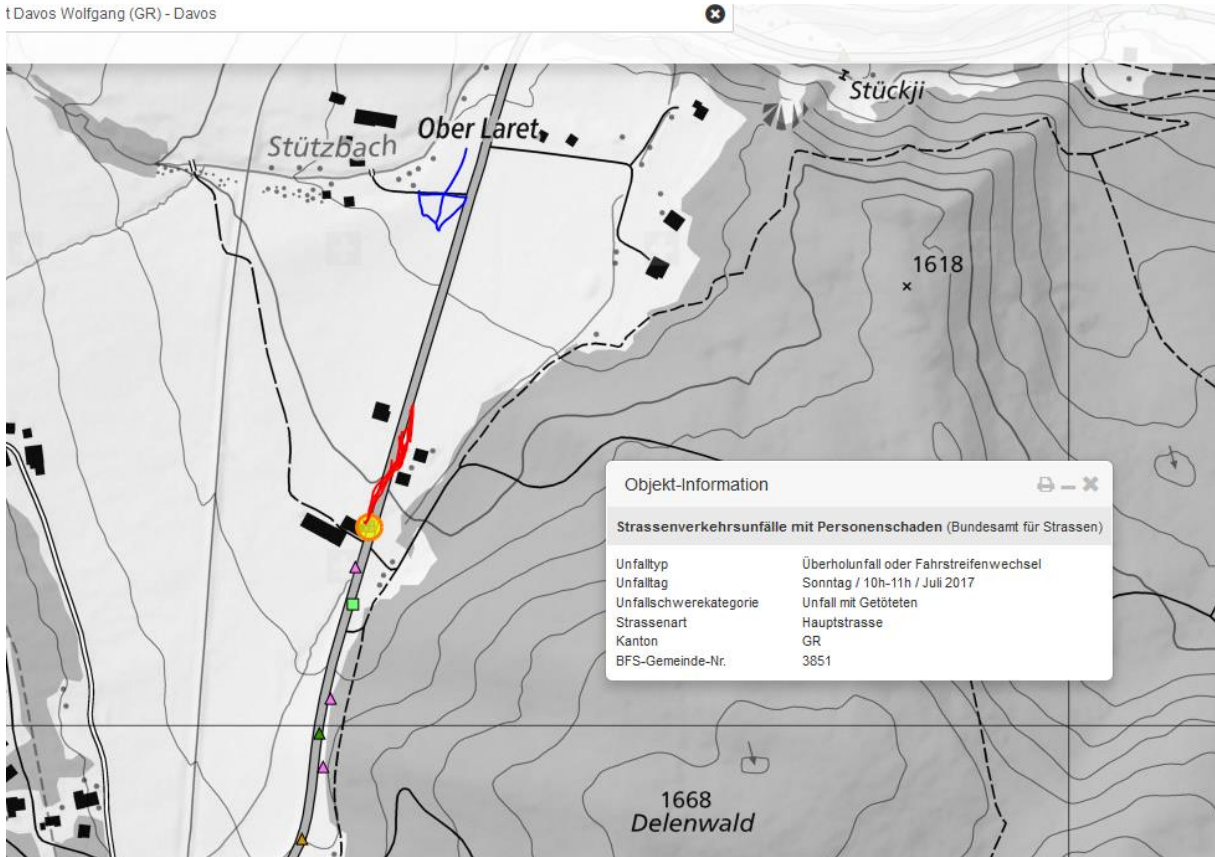 t Davos Wolfgang (GR) - Davos
Stückji
Ober Laret
Stützbach
1618
Objekt-Information
Strassenverkehrsunfälle mit Personenschaden (Bundesamt für Strassen)
Unfalltyp Überholunfall oder Fahrstreifenwechsel
Unfalltag Sonntag / 10h-11h / Juli 2017
Unfallschwerekategorie Unfall mit Getöteten
Strassenart Hauptstrasse
Kanton GR
BFS-Gemeinde-Nr. 3851
1668
Delenwald